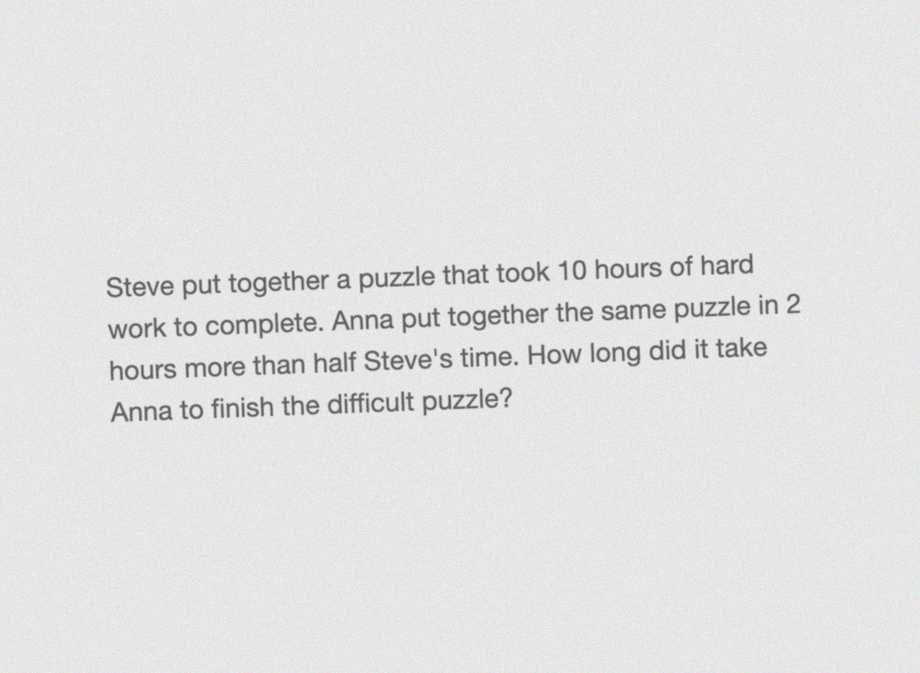 Steve put together a puzzle that took 10 hours of hard
work to complete. Anna put together the same puzzle in 2
hours more than half Steve's time. How long did it take
Anna to finish the difficult puzzle?